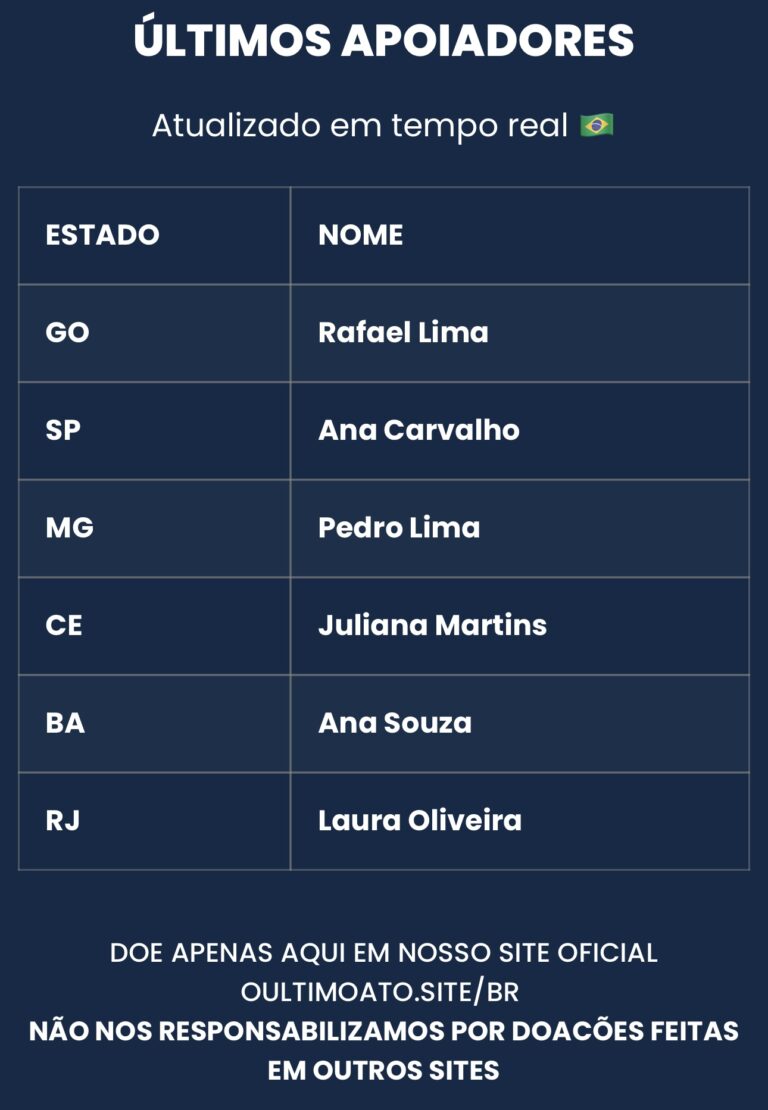 ÚLTIMOS APOIADORES
Atualizado em tempo real 🇧🇷
ESTADO NOME
GO Rafael Lima
SP Ana Carvalho
MG Pedro Lima
CE Juliana Martins
BA Ana Souza
RJ Laura Oliveira
DOE APENAS AQUI EM NOSSO SITE OFICIAL
OULTIMOATO.SITE/BR
NÃO NOS RESPONSABILIZAMOS POR DOACÕES FEITAS
EM OUTROS SITES